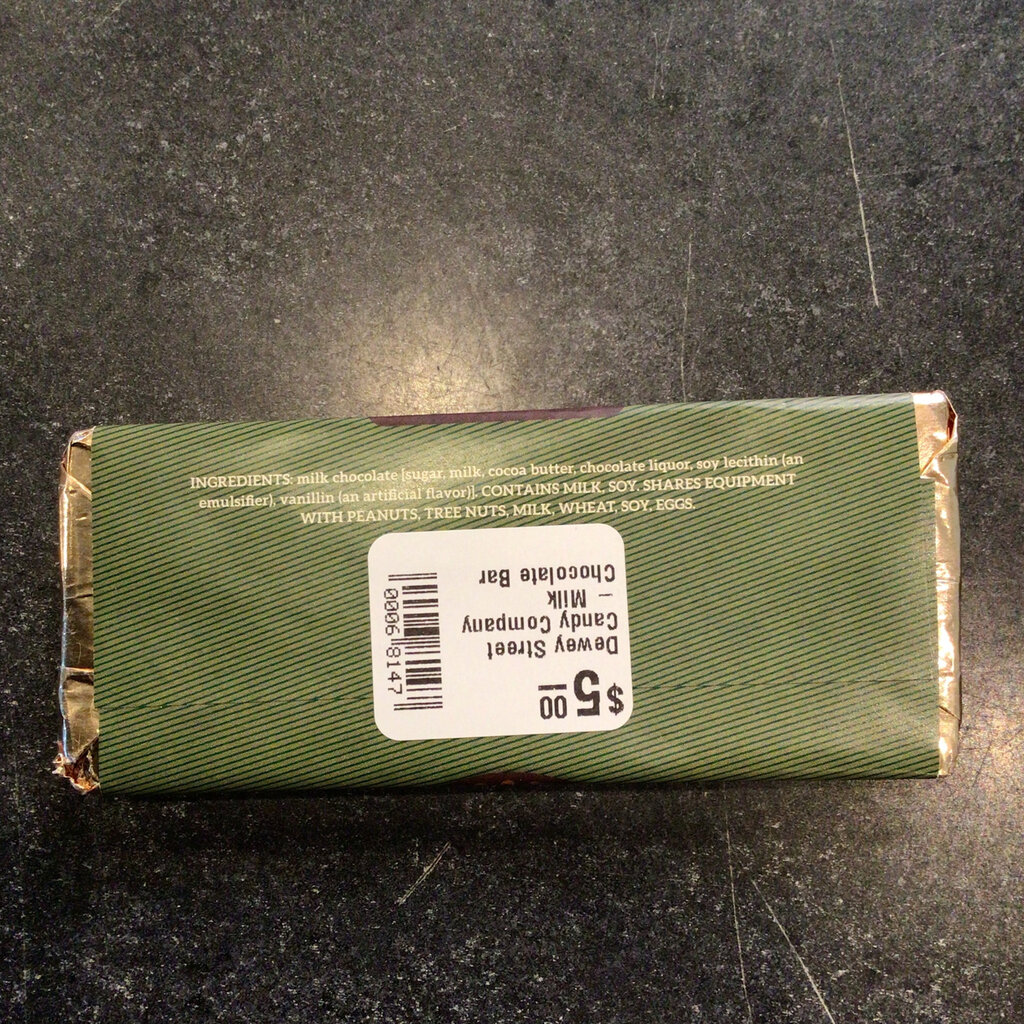 INGREDIENTS: milk chocolate [sugar, milk, cocoa butter, chocolate liquor, soy lecithin (an
emulsifier), vanillin (an artificial flavor)]. CONTAINS MILK, SOY. SHARES EQUIPMENT
WITH PEANUTS, TREE NUTS, MILK, WHEAT, SOY, EGGS.
$5.00
Dewey Street
Candy Company
– Milk
Chocolate Bar
0006 8147